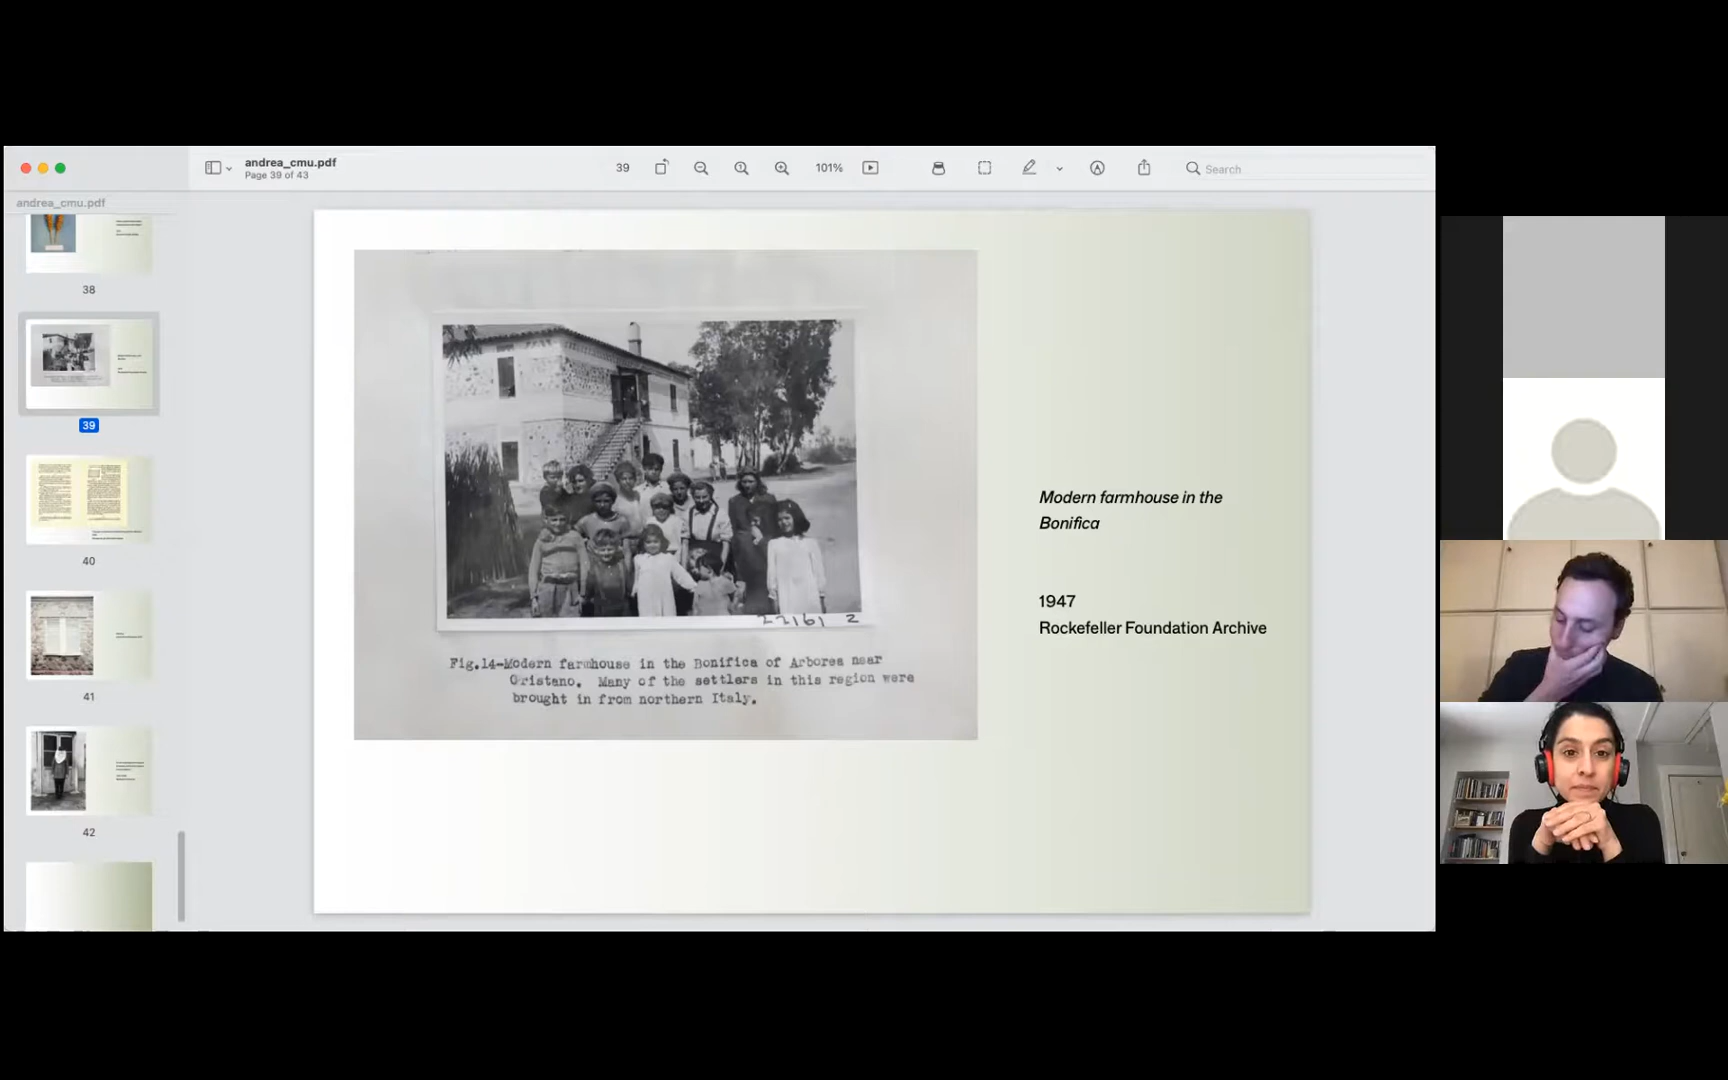 andrea_cmu.pdf
Page 39 of 43
39
101%
Search
andrea_cmu.pdf
38
39
40
41
42
22161 2
Fig.14-Modern farmhouse in the Bonifica of Arborea near
Oristano. Many of the settlers in this region were
brought in from northern Italy.
Modern farmhouse in the
Bonifica
1947
Rockefeller Foundation Archive